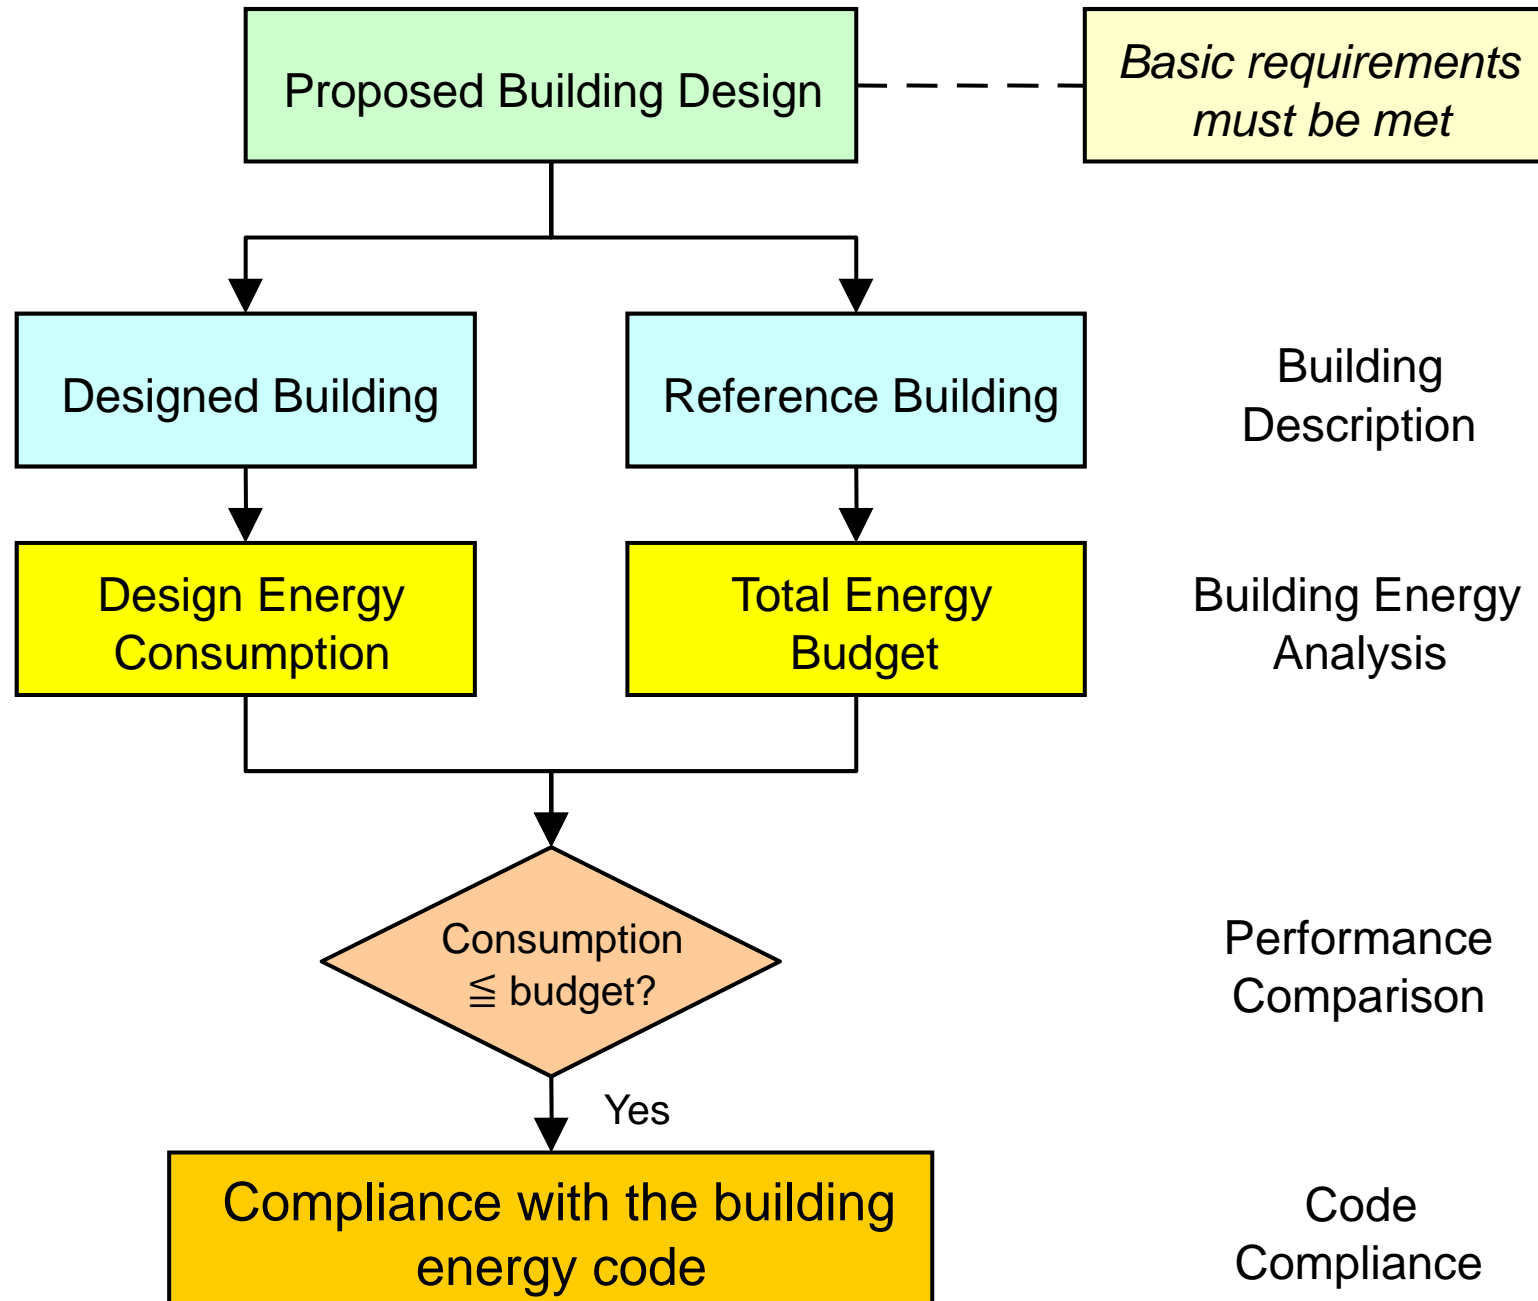 Proposed Building Design
Basic requirements
must be met
Designed Building
Reference Building
Building
Description
Design Energy
Consumption
Total Energy
Budget
Building Energy
Analysis
Consumption
≦ budget?
Performance
Comparison
Yes
Compliance with the building
energy code
Code
Compliance